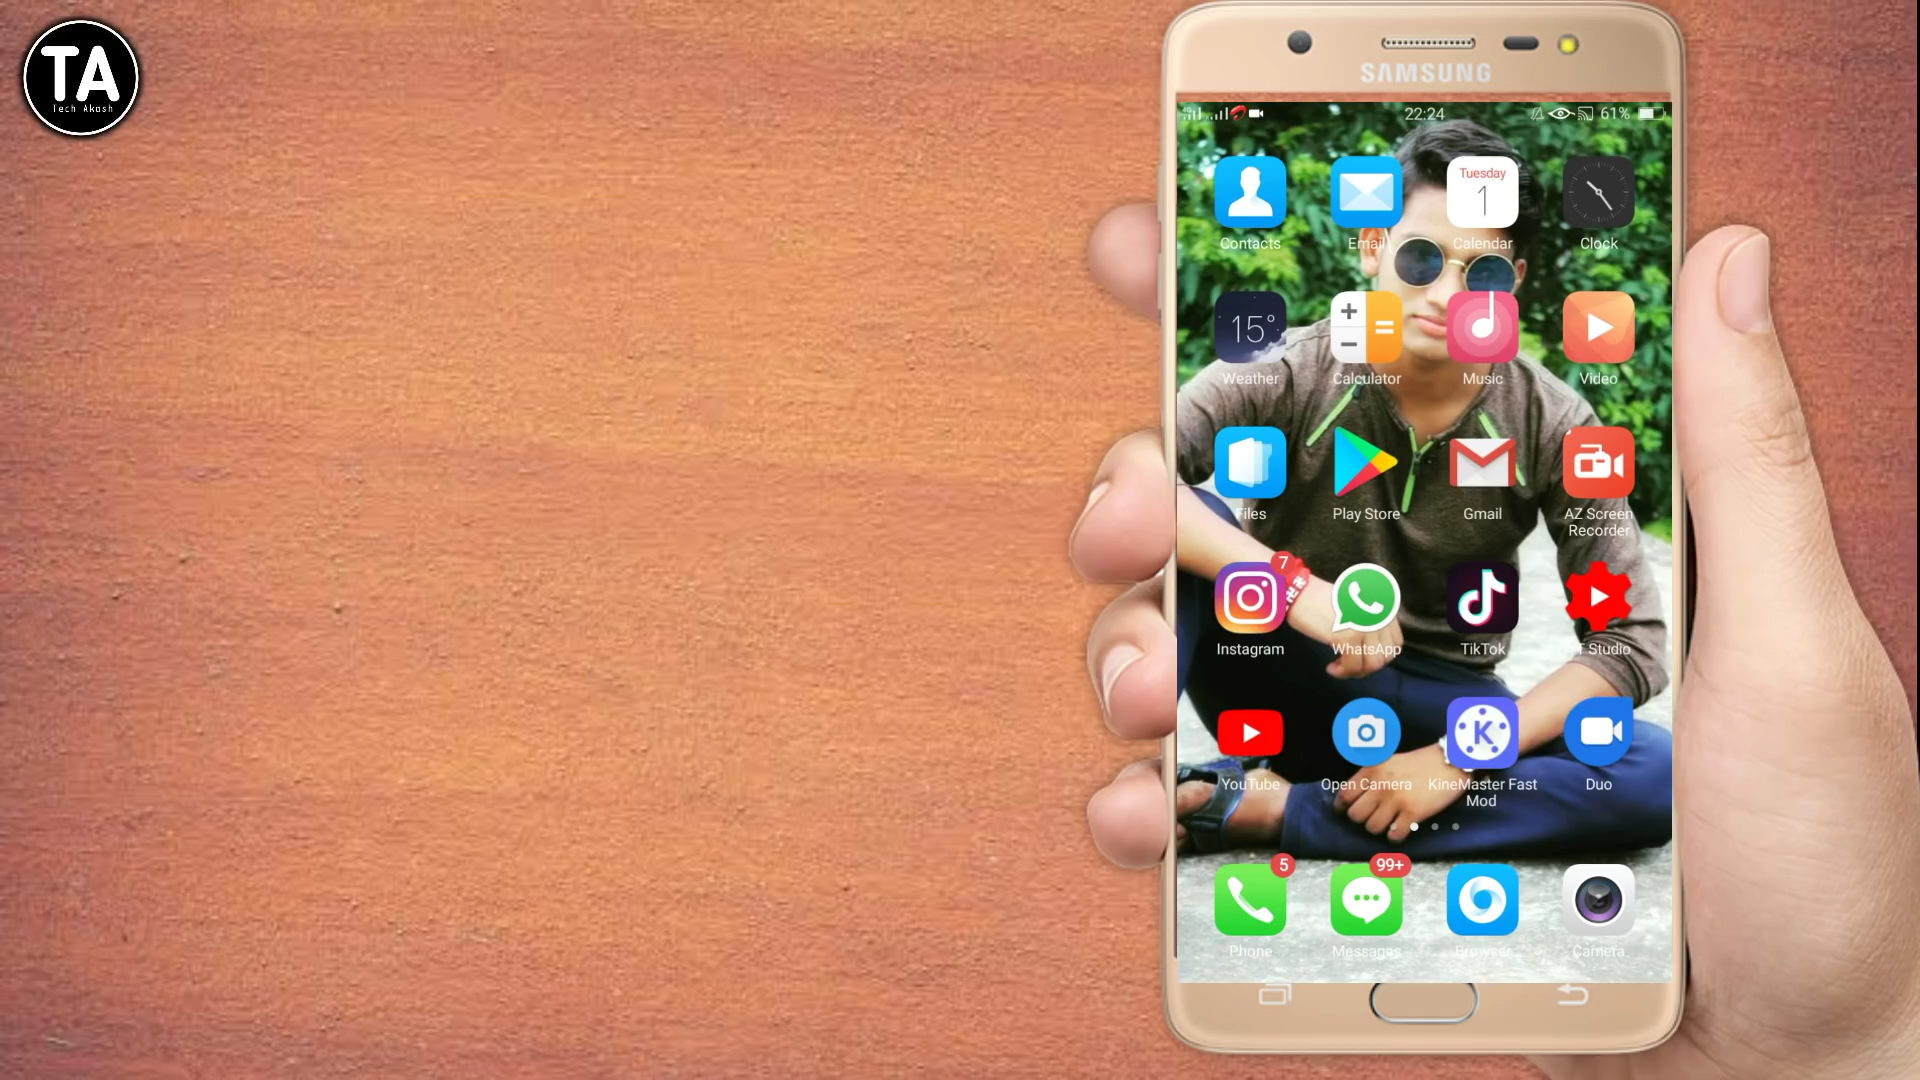 TA
Tech Akash
SAMSUNG
22:24
61%
Tuesday
1
Contacts
Email
Calendar
Clock
15°
Weather
Calculator
Music
Video
Files
Play Store
Gmail
AZ Screen
Recorder
7
Instagram
WhatsApp
TikTok
Studio
YouTube
Open Camera
K
KineMaster Fast
Mod
Duo
5
99+
Phone
Messages
Browser
Camera